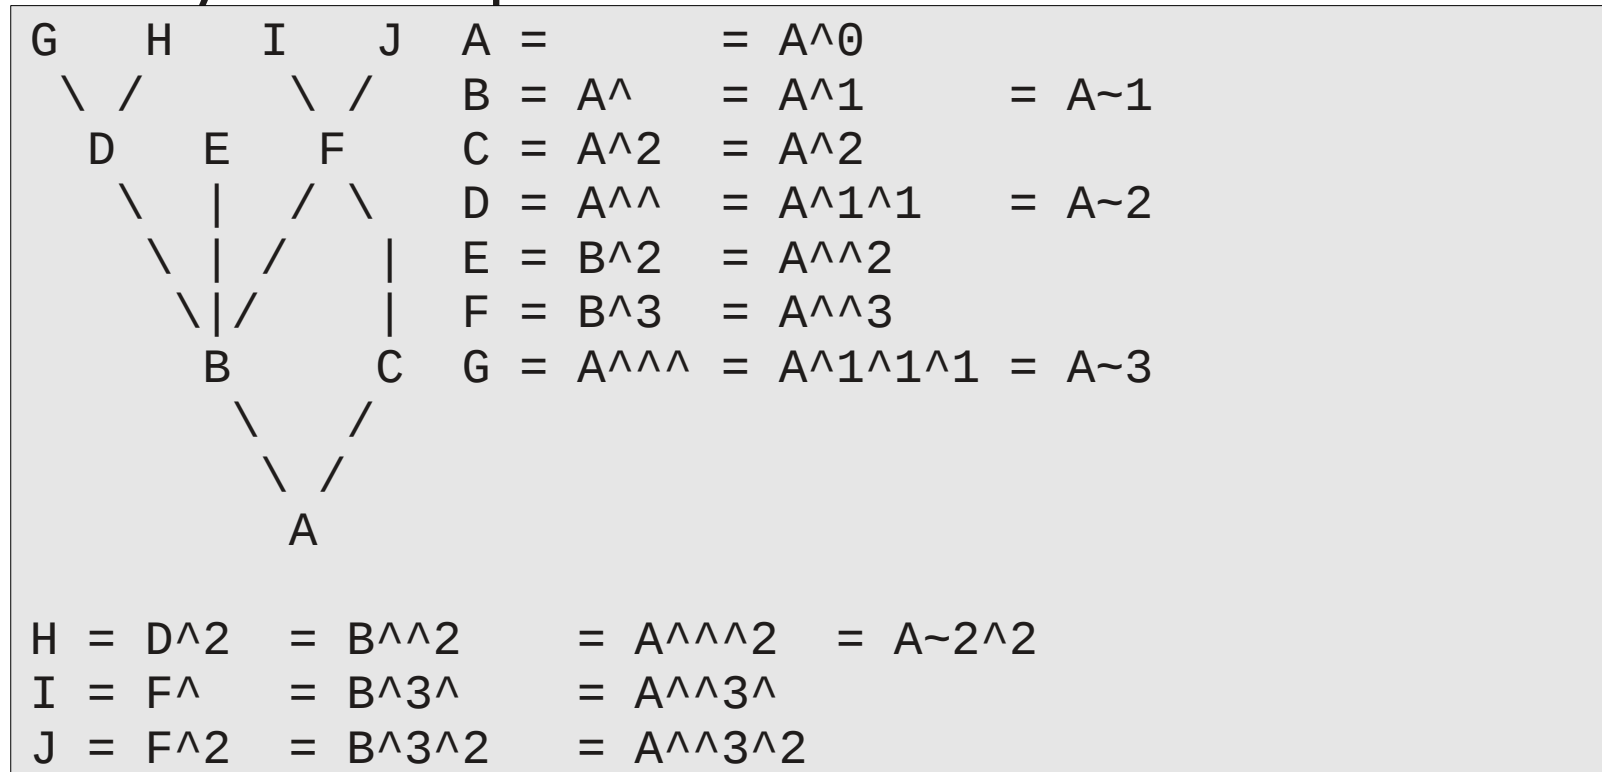 G   H   I   J  A =      = A^0
 \ /     \ /   B = A^   = A^1     = A~1
  D   E   F    C = A^2  = A^2
   \  |  / \   D = A^^  = A^1^1   = A~2
    \ | /   |  E = B^2  = A^^2
     \|/    |  F = B^3  = A^^3
      B     C  G = A^^^ = A^1^1^1 = A~3
       \   /
        \ /
         A
H = D^2  = B^^2    = A^^^2  = A~2^2
I = F^   = B^3^    = A^^3^
J = F^2  = B^3^2   = A^^3^2